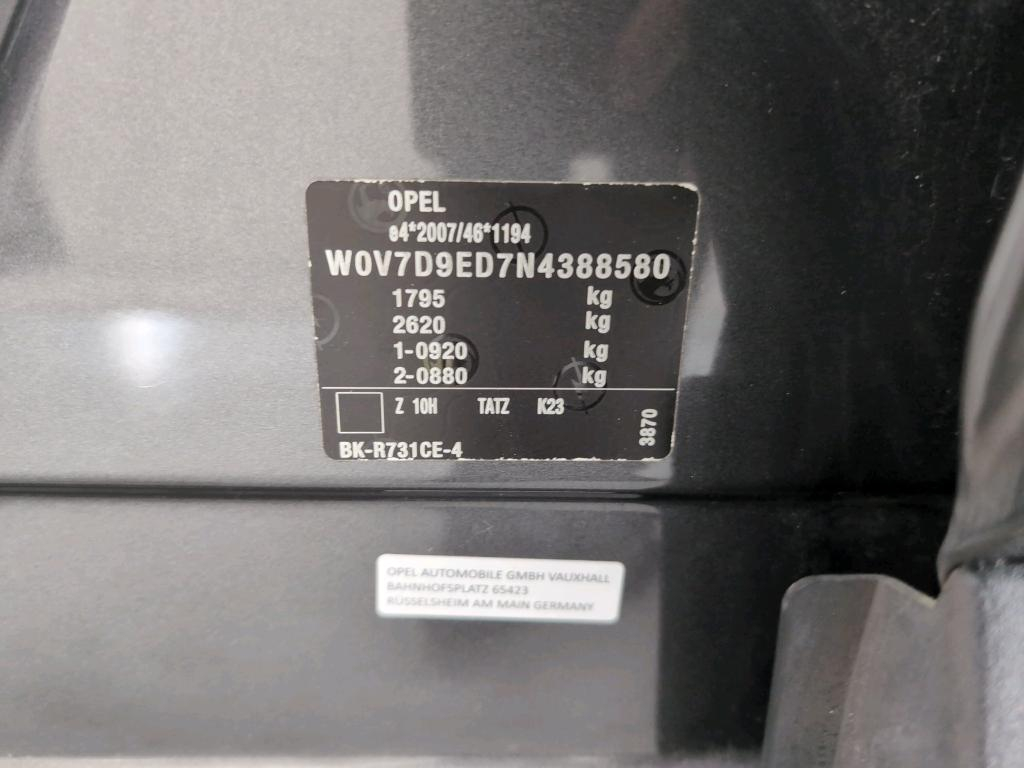 OPEL
e4*2007/46*1194
W0V7D9ED7N4388580
1795 kg
2620 kg
1-0920 kg
2-0880 kg
Z 10H TATZ K23
3870
BK-R731CE-4
OPEL AUTOMOBILE GMBH VAUXHALL
BAHNHOFSPLATZ 65423
RÜSSELSHEIM AM MAIN GERMANY